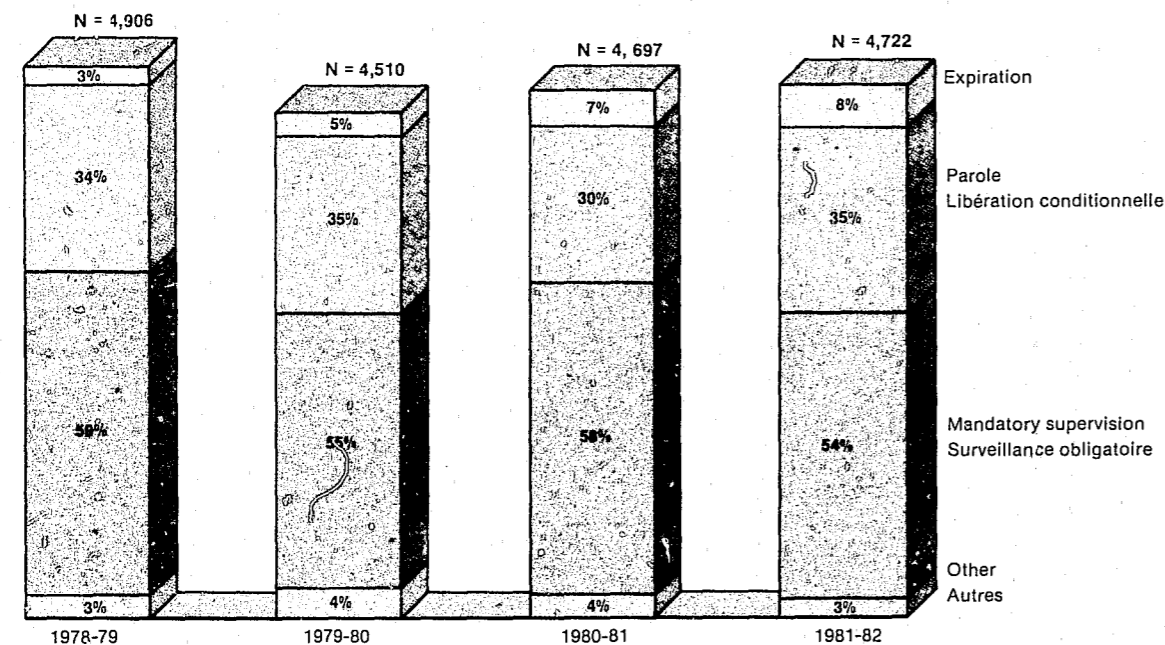 N = 4,906
N = 4,510
N = 4, 697
N = 4,722
3%
5%
7%
8%
Expiration
34%
35%
30%
35%
Parole
Libération conditionnelle
59%
55%
58%
54%
Mandatory supervision
Surveillance obligatoire
3%
4%
4%
3%
Other
Autres
1978-79
1979-80
1980-81
1981-82